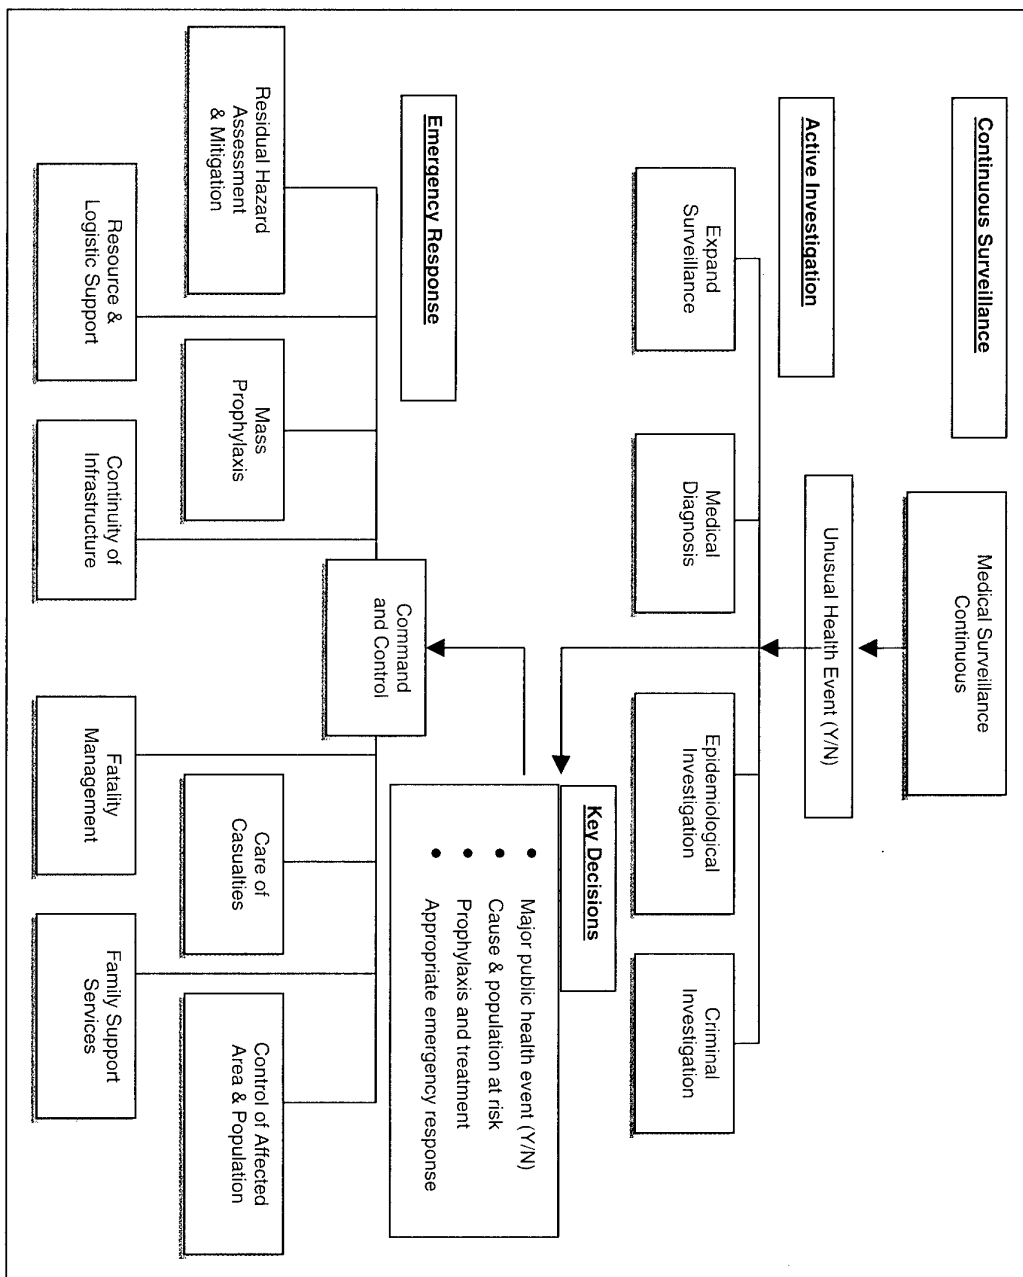 Continuous Surveillance
Medical Surveillance
Continuous
Unusual Health Event (Y/N)
Active Investigation
Expand
Surveillance
Medical
Diagnosis
Epidemiological
Investigation
Criminal
Investigation
Key Decisions
• Major public health event (Y/N)
• Cause & population at risk
• Prophylaxis and treatment
• Appropriate emergency response
Emergency Response
Command
and Control
Residual Hazard
Assessment
& Mitigation
Mass
Prophylaxis
Care of
Casualties
Control of Affected
Area & Population
Resource &
Logistic Support
Continuity of
Infrastructure
Fatality
Management
Family Support
Services